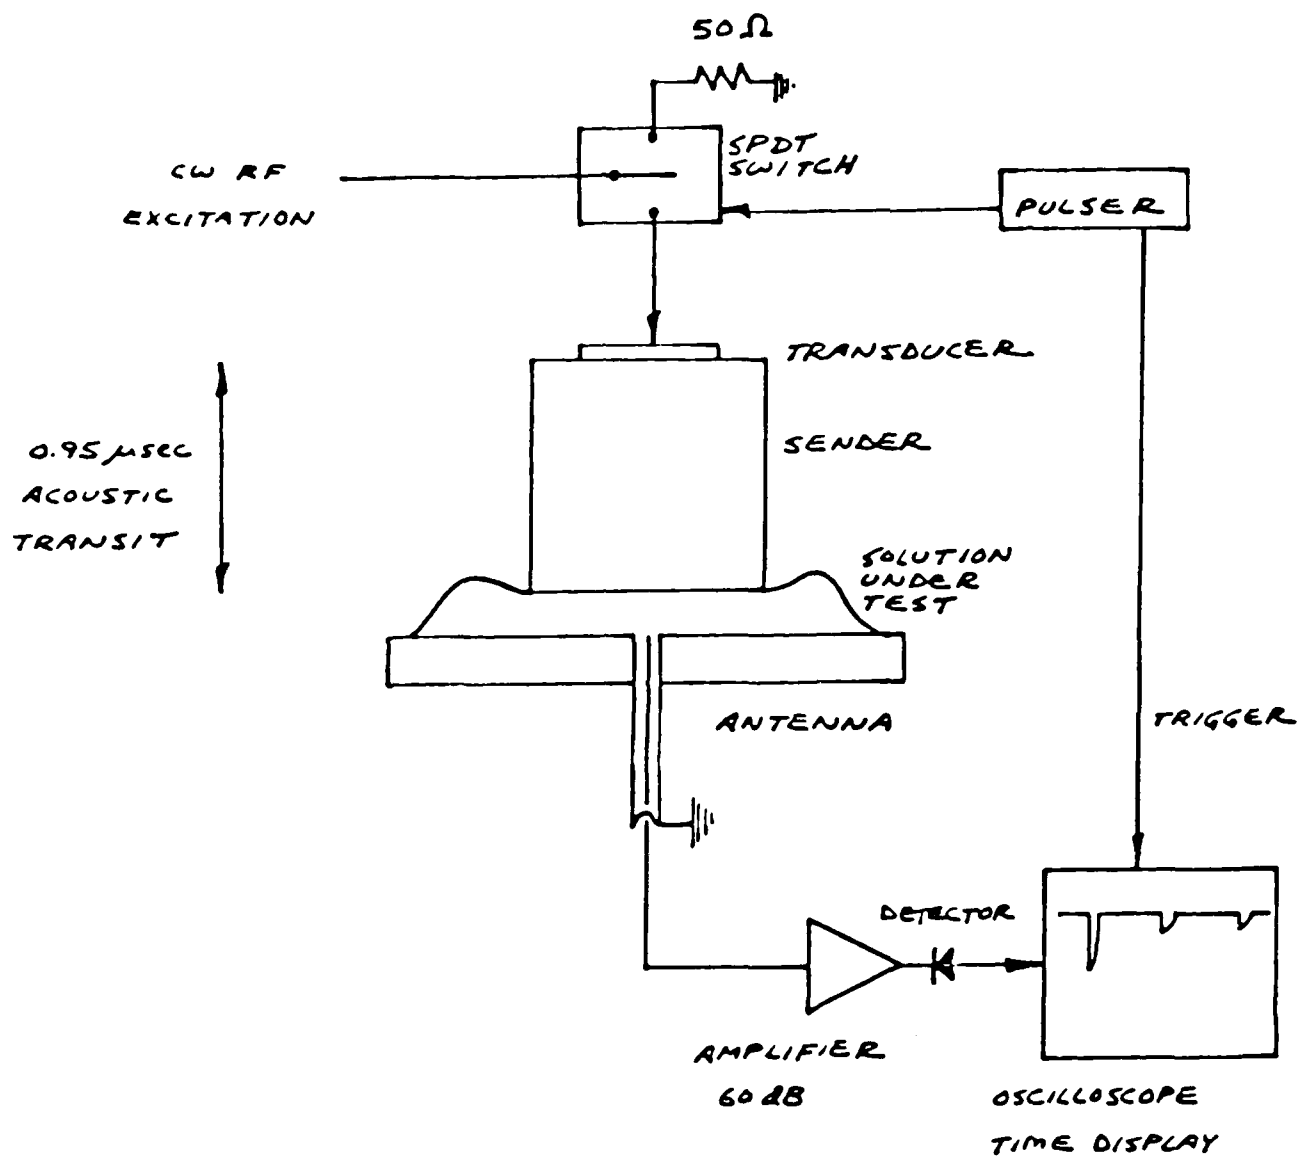 50 Ω
SPDT
SWITCH
CW RF
EXCITATION
PULSER
TRANSDUCER
SENDER
0.95 μsec
ACOUSTIC
TRANSIT
SOLUTION
UNDER
TEST
ANTENNA
TRIGGER
DETECTOR
AMPLIFIER
60 dB
OSCILLOSCOPE
TIME DISPLAY